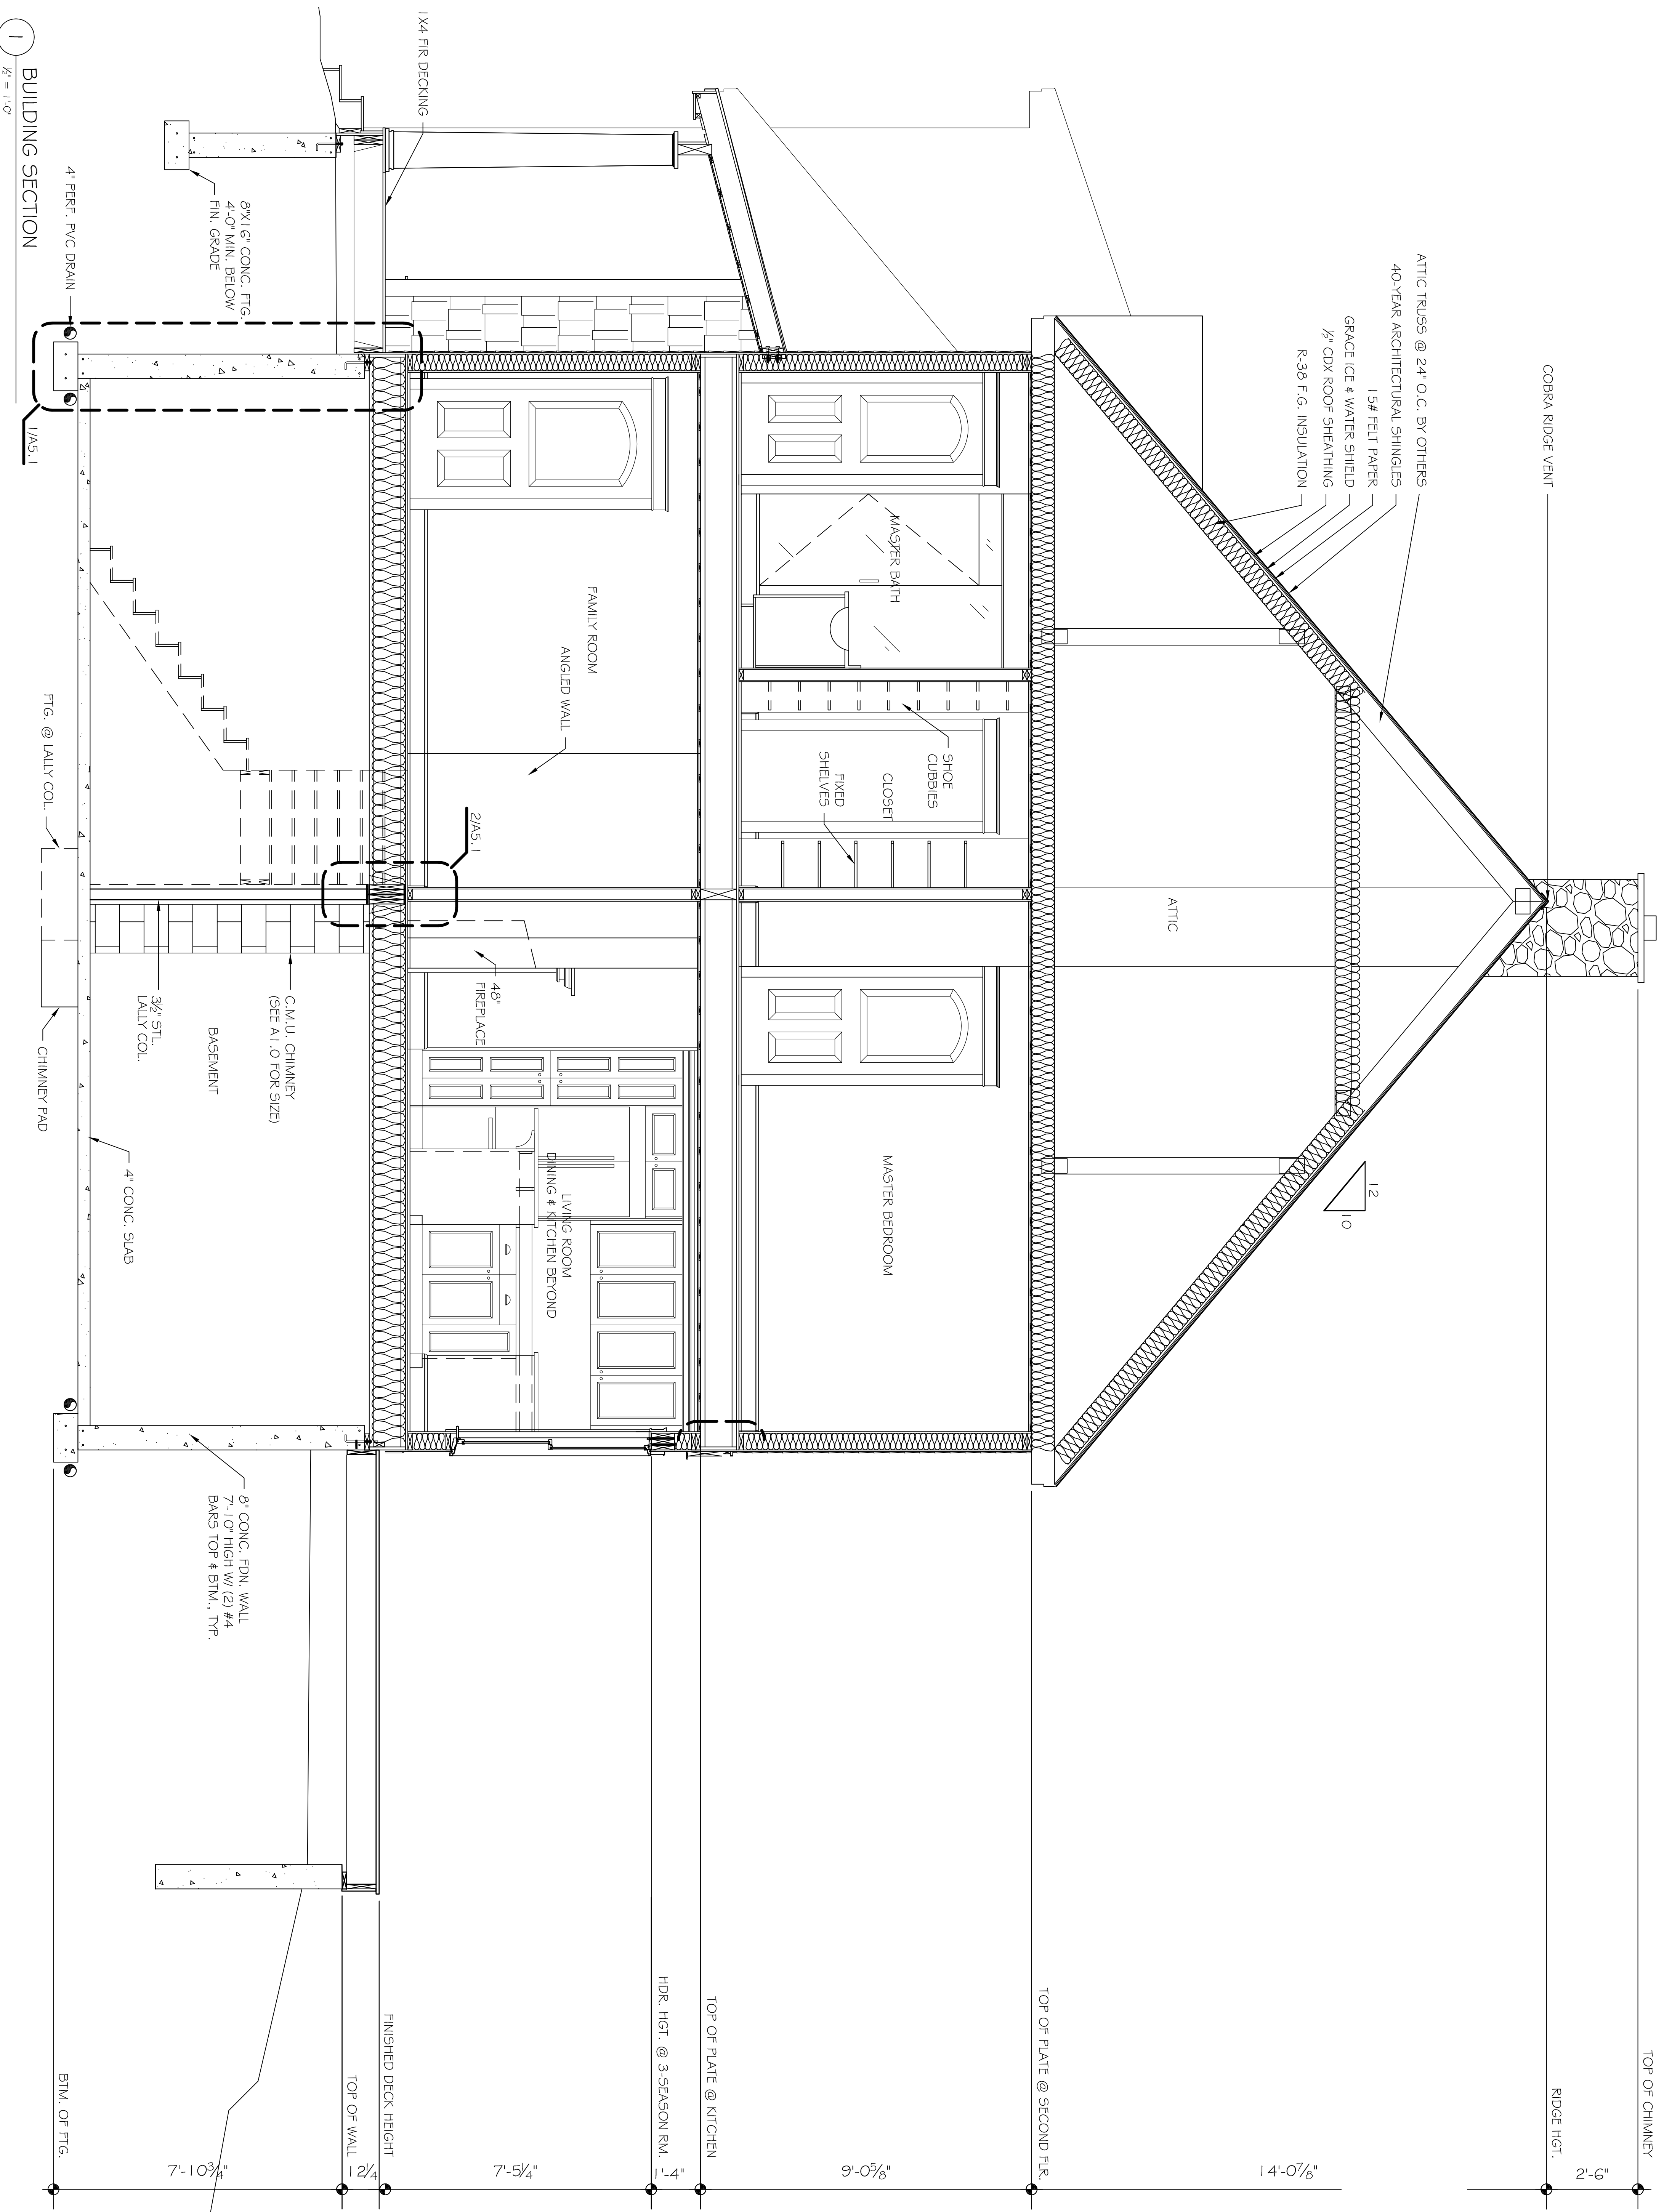 COBRA RIDGE VENT
ATTIC TRUSS @ 24" O.C. BY OTHERS
40-YEAR ARCHITECTURAL SHINGLES
15# FELT PAPER
GRACE ICE & WATER SHIELD
½" CDX ROOF SHEATHING
R-38 F.G. INSULATION
12
10
ATTIC
MASTER BATH
SHOE
CUBBIES
CLOSET
FIXED
SHELVES
MASTER BEDROOM
1X4 FIR DECKING
FAMILY ROOM
ANGLED WALL
2/A5.1
48"
FIREPLACE
LIVING ROOM
DINING & KITCHEN BEYOND
8"X16" CONC. FTG.
4'-0" MIN. BELOW
FIN. GRADE
C.M.U. CHIMNEY
(SEE A1.0 FOR SIZE)
BASEMENT
3½" STL.
LALLY COL.
8" CONC. FDN. WALL
7'-10" HIGH W/ (2) #4
BARS TOP & BTM., TYP.
4" PERF. PVC DRAIN
1/A5.1
FTG. @ LALLY COL.
CHIMNEY PAD
4" CONC. SLAB
TOP OF CHIMNEY
2'-6"
RIDGE HGT.
14'-0⅞"
TOP OF PLATE @ SECOND FLR.
9'-0⅝"
TOP OF PLATE @ KITCHEN
1'-4"
HDR. HGT. @ 3-SEASON RM.
7'-5¼"
FINISHED DECK HEIGHT
12¼
TOP OF WALL
7'-10¾"
BTM. OF FTG.
1
BUILDING SECTION
½" = 1'-0"